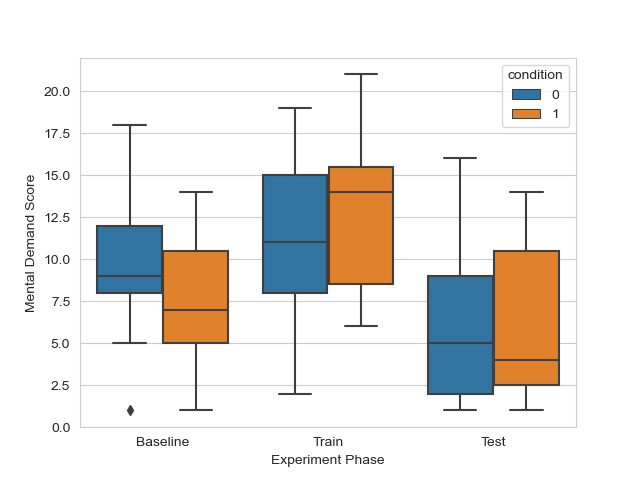 condition
0
1
20.0
17.5
15.0
12.5
10.0
7.5
5.0
2.5
0.0
Mental Demand Score
Baseline Train Test
Experiment Phase